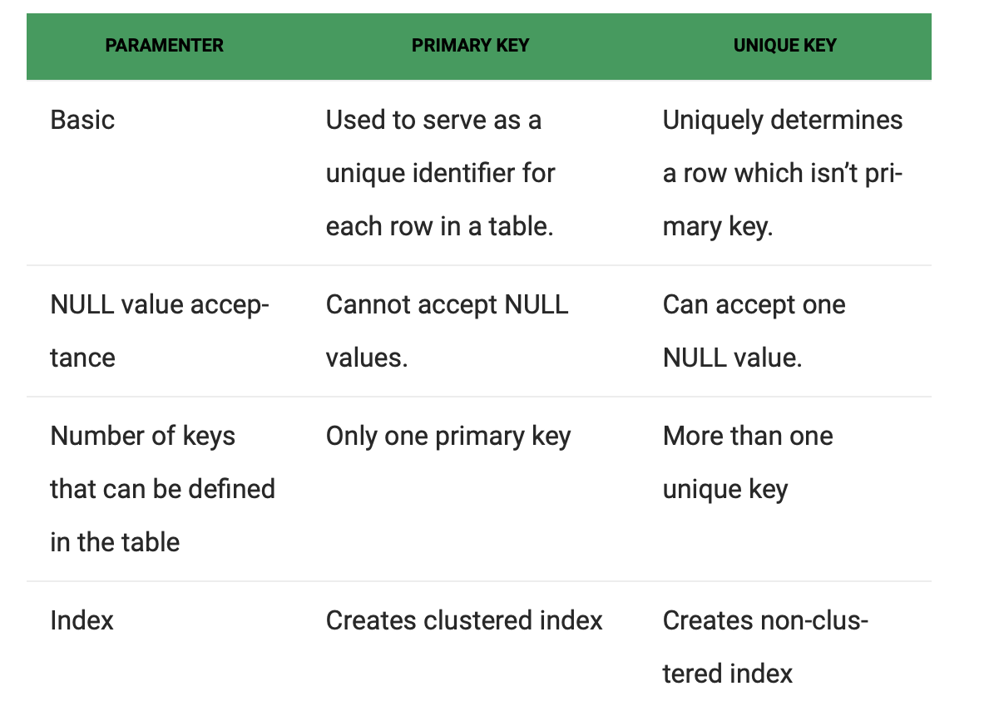 PARAMENTER PRIMARY KEY UNIQUE KEY
Basic Used to serve as a Uniquely determines
unique identifier for a row which isn’t pri-
each row in a table. mary key.
NULL value accep- Cannot accept NULL Can accept one
tance values. NULL value.
Number of keys Only one primary key More than one
that can be defined unique key
in the table
Index Creates clustered index Creates non-clus-
tered index